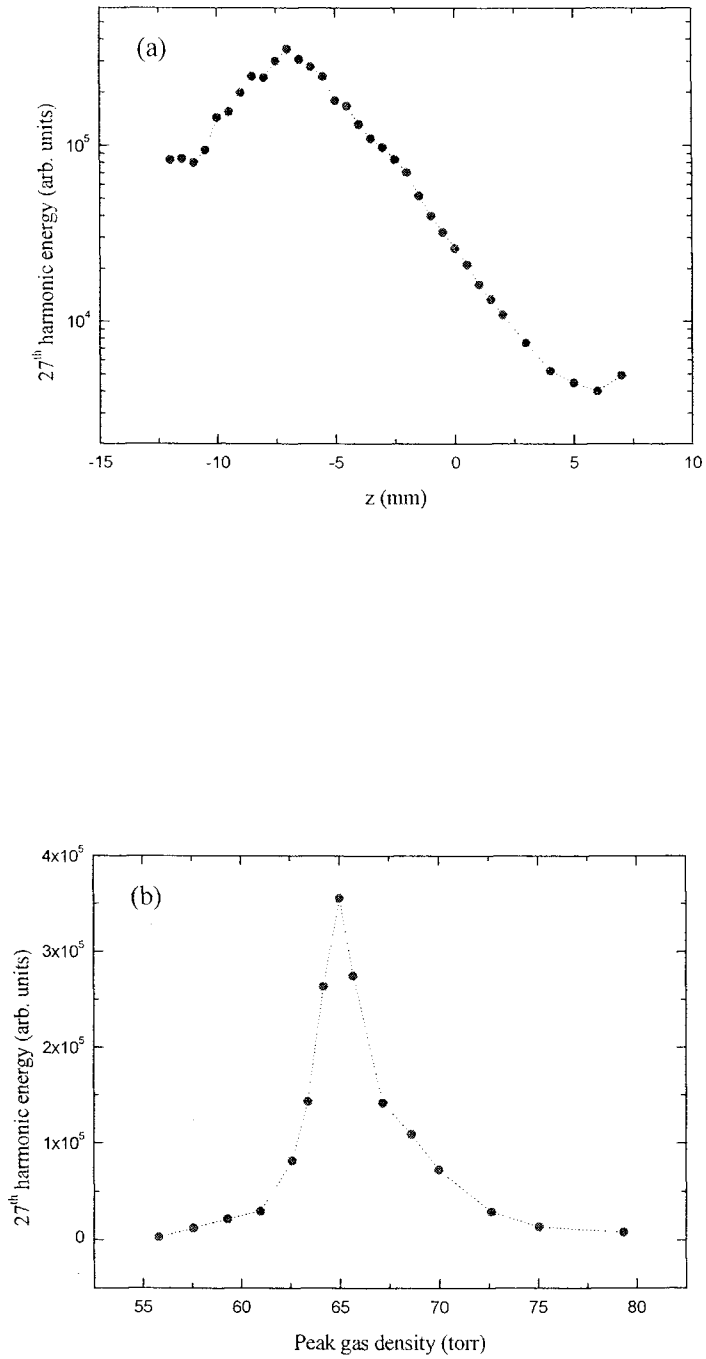 (a)
27th harmonic energy (arb. units)
10^5
10^4
-15 -10 -5 0 5 10
z (mm)
(b)
27th harmonic energy (arb. units)
4x10^5
3x10^5
2x10^5
1x10^5
0
55 60 65 70 75 80
Peak gas density (torr)